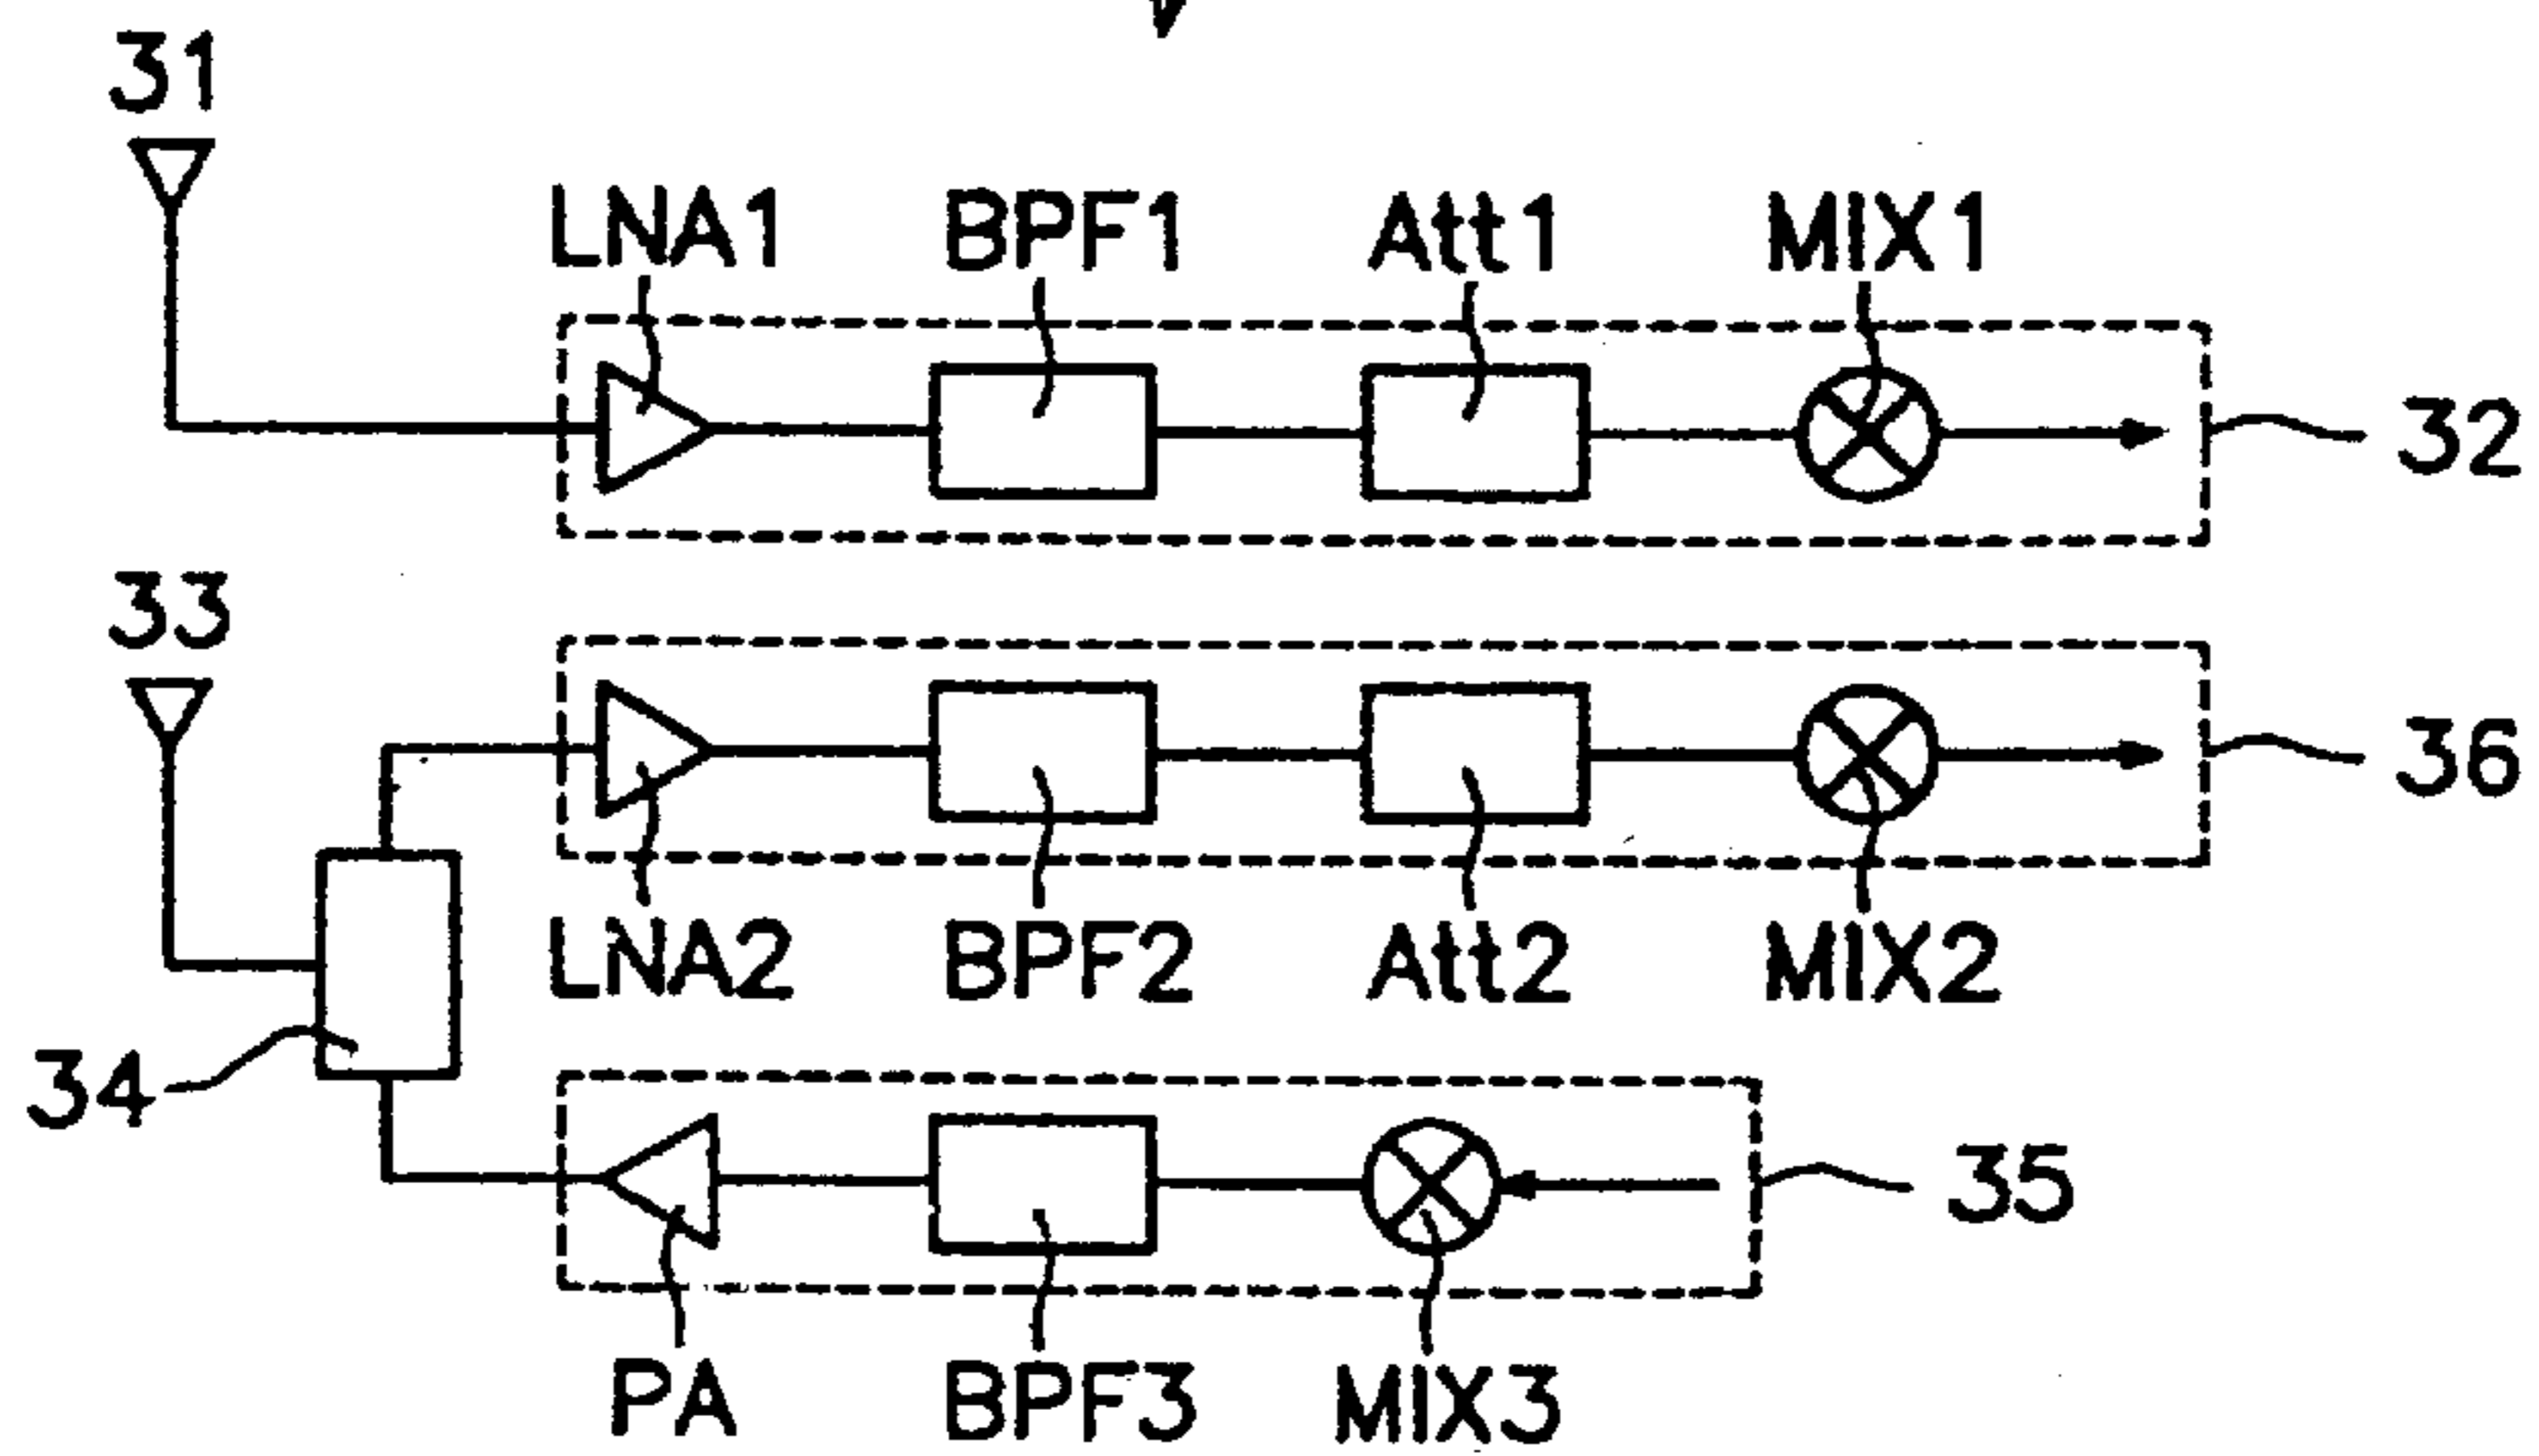 31
LNA1 BPF1 Att1 MIX1
32
33
36
LNA2 BPF2 Att2 MIX2
34
35
PA BPF3 MIX3